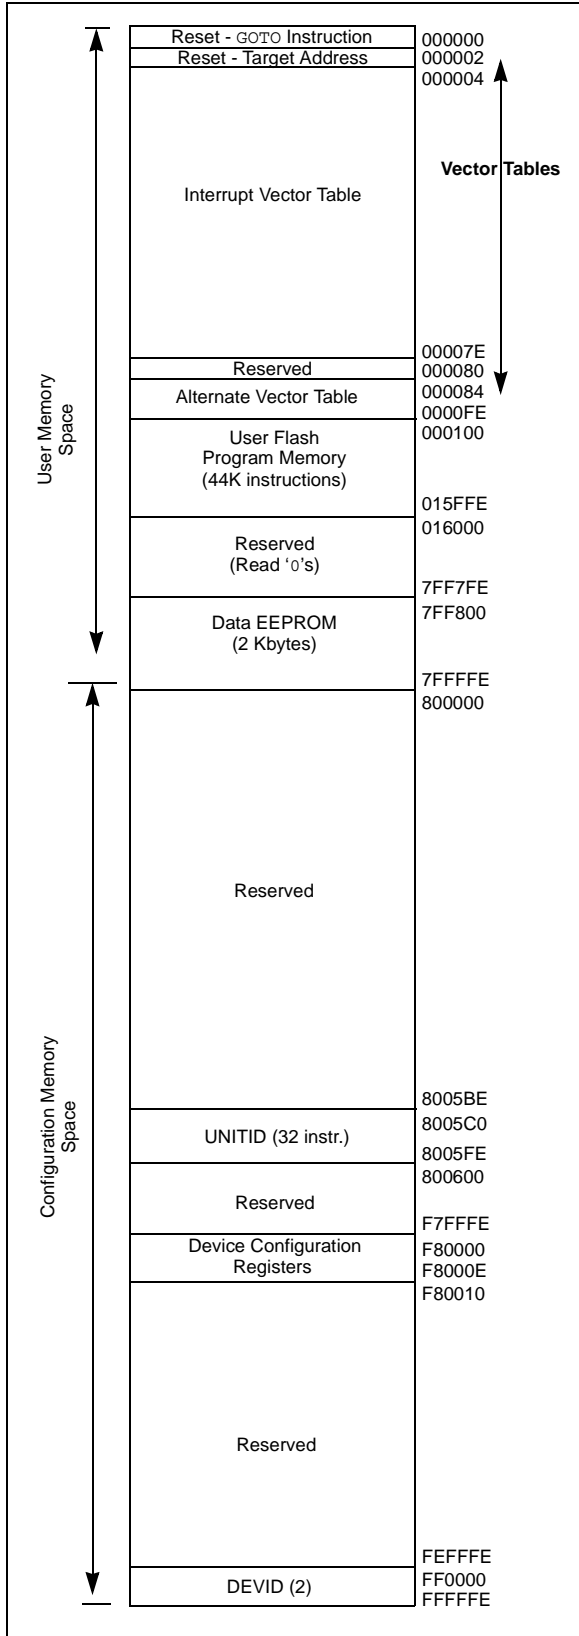 Reset - GOTO Instruction 000000
Reset - Target Address 000002
000004
Vector Tables
Interrupt Vector Table
00007E
Reserved 000080
000084
Alternate Vector Table
0000FE
User Flash 000100
Program Memory
(44K instructions)
015FFE
016000
Reserved
(Read ‘0’s)
7FF7FE
7FF800
Data EEPROM
(2 Kbytes)
7FFFFE
800000
User Memory
Space
Reserved
8005BE
8005C0
UNITID (32 instr.)
8005FE
800600
Reserved
F7FFFE
Device Configuration F80000
Registers F8000E
F80010
Configuration Memory
Space
Reserved
FEFFFE
FF0000
DEVID (2)
FFFFFE